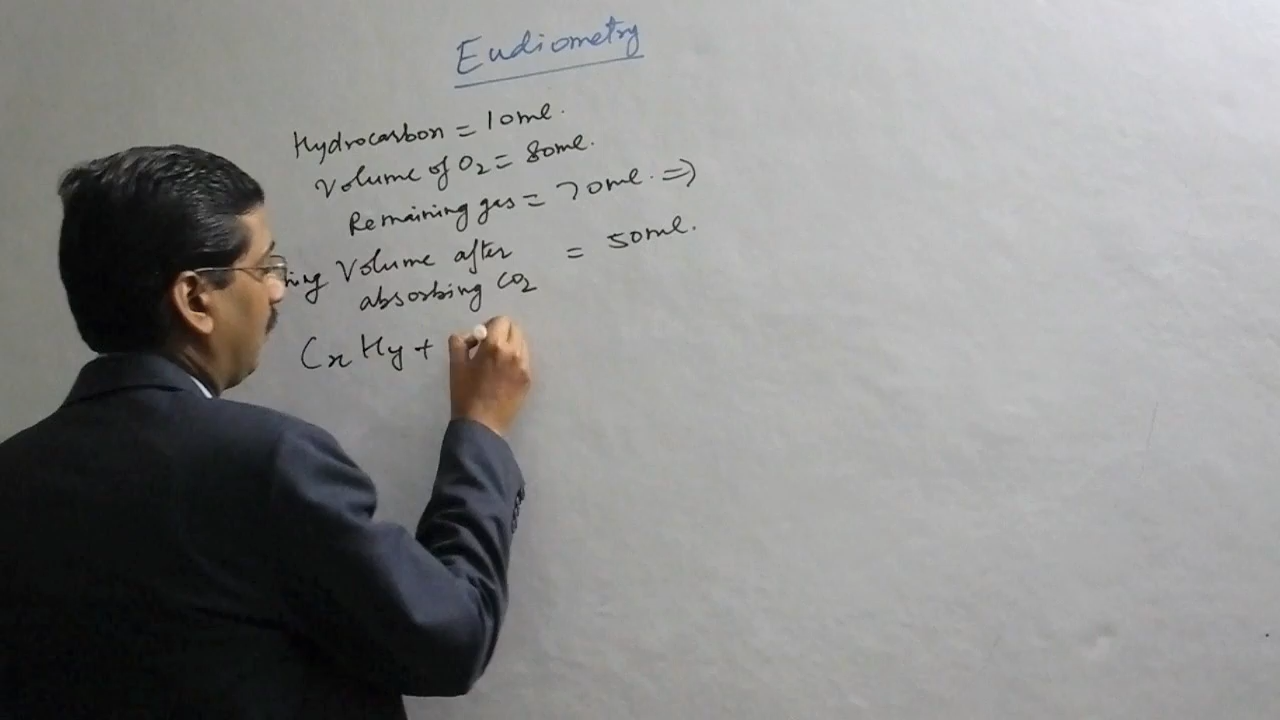 Eudiometry
Hydrocarbon = 10ml.
Volume of O2 = 80ml.
Remaining gas = 70ml. ⇒
Volume after = 50ml.
absorbing CO2
CxHy +